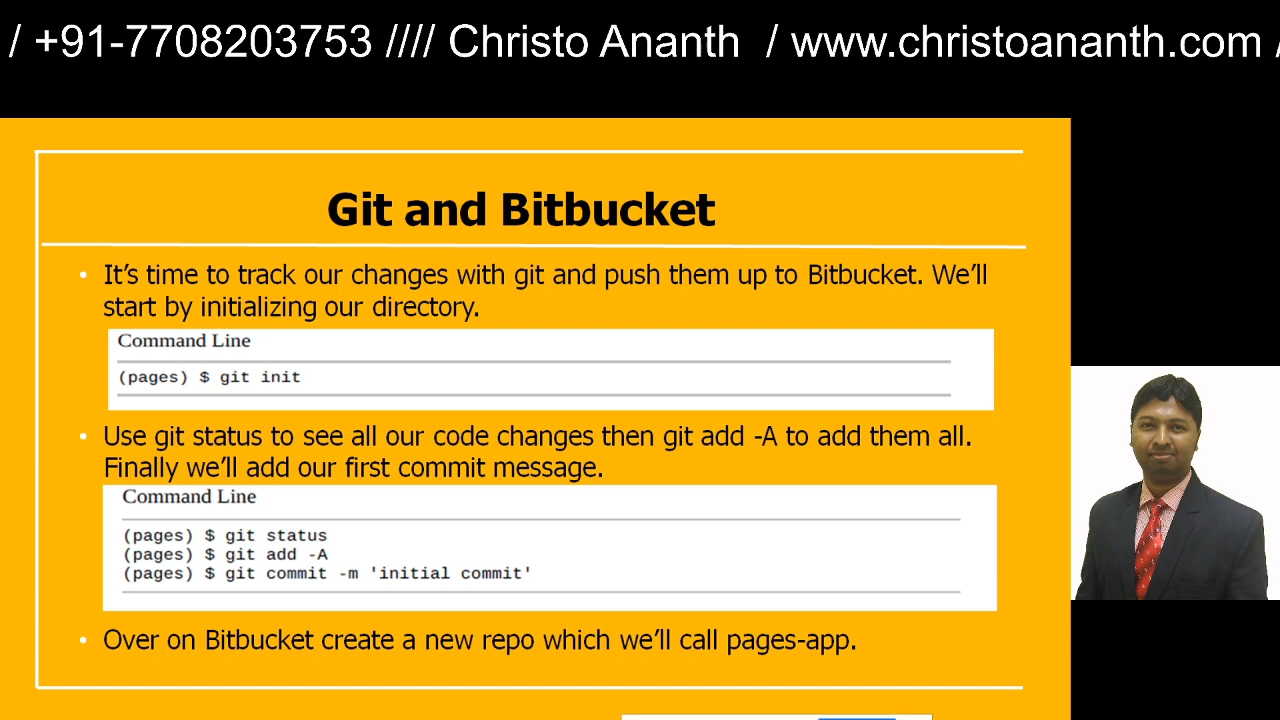 / +91-7708203753 //// Christo Ananth / www.christoananth.com /
Git and Bitbucket
• It’s time to track our changes with git and push them up to Bitbucket. We’ll
start by initializing our directory.
Command Line
(pages) $ git init
• Use git status to see all our code changes then git add -A to add them all.
Finally we’ll add our first commit message.
Command Line
(pages) $ git status
(pages) $ git add -A
(pages) $ git commit -m 'initial commit'
• Over on Bitbucket create a new repo which we’ll call pages-app.